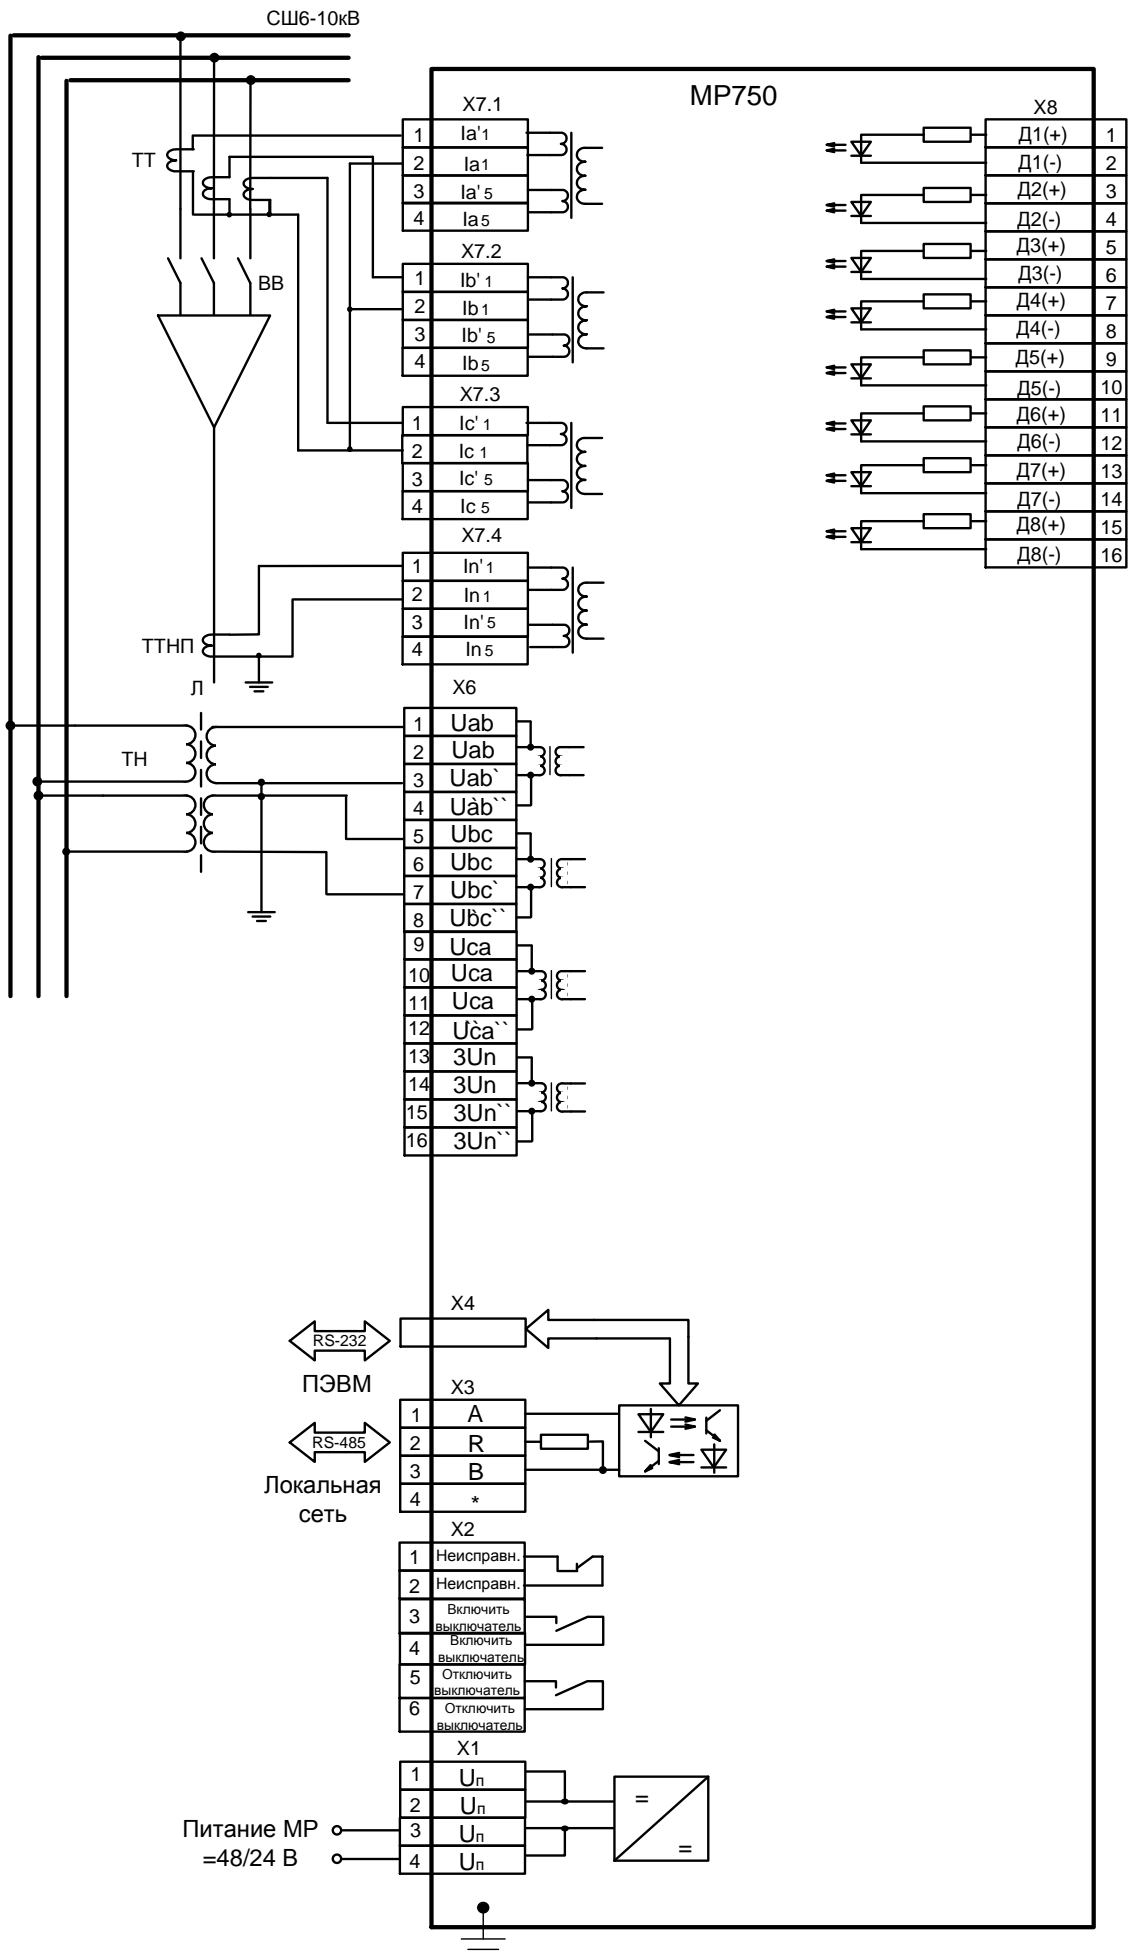 СШ6-10кВ
МР750
ТТ
ВВ
ТТНП
Л
ТН
X7.1
1 Ia'1
2 Ia1
3 Ia'5
4 Ia5
X7.2
1 Ib'1
2 Ib1
3 Ib'5
4 Ib5
X7.3
1 Ic'1
2 Ic 1
3 Ic'5
4 Ic 5
X7.4
1 In'1
2 In1
3 In'5
4 In5
X6
1 Uab
2 Uab
3 Uab`
4 Uàb``
5 Ubc
6 Ubc
7 Ubc`
8 Ubc``
9 Uca
10 Uca
11 Uca
12 Uca``
13 3Un
14 3Un
15 3Un``
16 3Un``
X8
Д1(+) 1
Д1(-) 2
Д2(+) 3
Д2(-) 4
Д3(+) 5
Д3(-) 6
Д4(+) 7
Д4(-) 8
Д5(+) 9
Д5(-) 10
Д6(+) 11
Д6(-) 12
Д7(+) 13
Д7(-) 14
Д8(+) 15
Д8(-) 16
X4
RS-232
ПЭВМ
X3
1 A
2 R
3 B
4 *
RS-485
Локальная
сеть
X2
1 Неисправн.
2 Неисправн.
3 Включить
выключатель
4 Включить
выключатель
5 Отключить
выключатель
6 Отключить
выключатель
X1
1 Uп
2 Uп
3 Uп
4 Uп
Питание МР
=48/24 В
=
=